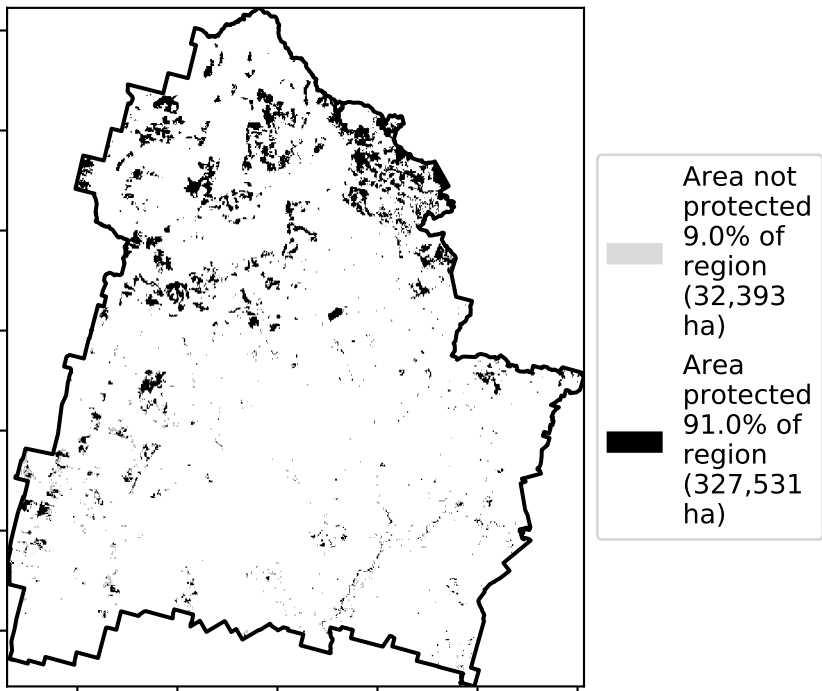 Area not
protected
9.0% of
region
(32,393
ha)
Area
protected
91.0% of
region
(327,531
ha)